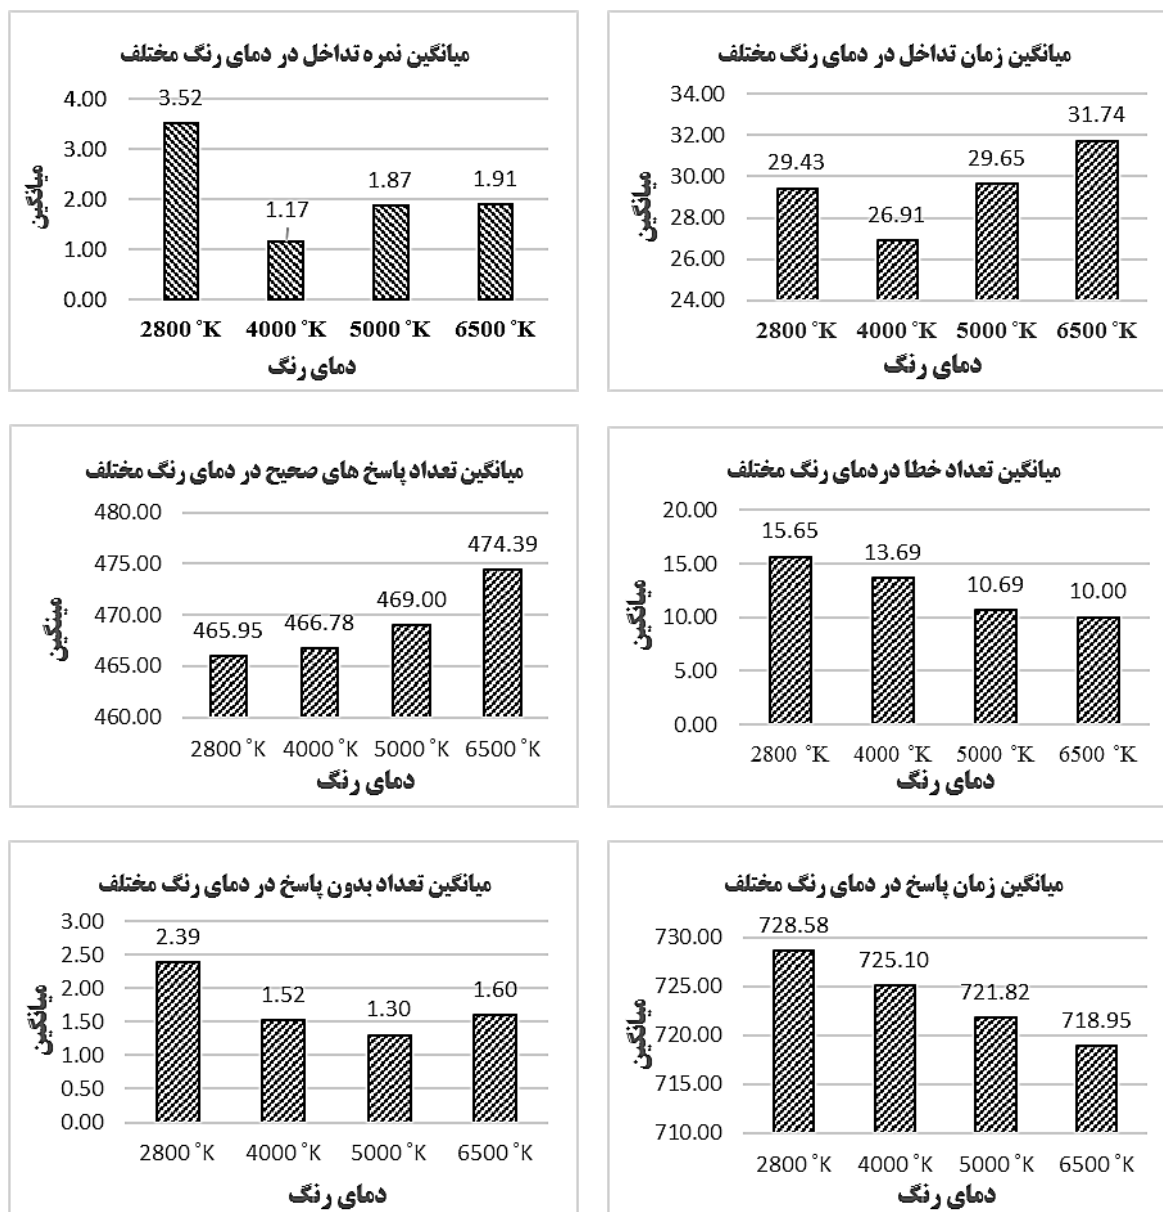 میانگین نمره تداخل در دمای رنگ مختلف
4.00
3.00
2.00
1.00
0.00
میانگین
3.52
1.17
1.87
1.91
2800 °K 4000 °K 5000 °K 6500 °K
دمای رنگ
میانگین زمان تداخل در دمای رنگ مختلف
34.00
32.00
30.00
28.00
26.00
24.00
میانگین
29.43
26.91
29.65
31.74
2800 °K 4000 °K 5000 °K 6500 °K
دمای رنگ
میانگین تعداد پاسخ های صحیح در دمای رنگ مختلف
480.00
475.00
470.00
465.00
460.00
مینگین
465.95
466.78
469.00
474.39
2800 °K 4000 °K 5000 °K 6500 °K
دمای رنگ
میانگین تعداد خطا دردمای رنگ مختلف
20.00
15.00
10.00
5.00
0.00
میانگین
15.65
13.69
10.69
10.00
2800 °K 4000 °K 5000 °K 6500 °K
دمای رنگ
میانگین تعداد بدون پاسخ در دمای رنگ مختلف
3.00
2.50
2.00
1.50
1.00
0.50
0.00
میانگین
2.39
1.52
1.30
1.60
2800 °K 4000 °K 5000 °K 6500 °K
دمای رنگ
میانگین زمان پاسخ در دمای رنگ مختلف
730.00
725.00
720.00
715.00
710.00
میانگین
728.58
725.10
721.82
718.95
2800 °K 4000 °K 5000 °K 6500 °K
دمای رنگ